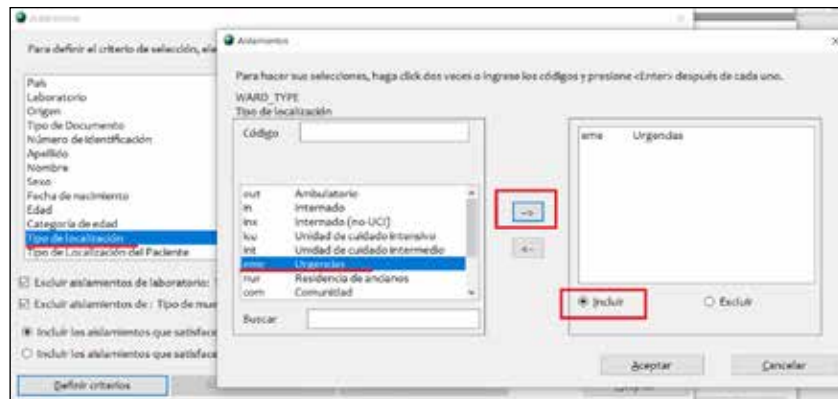 Aislamientos
Para definir el criterio de selección, ele
País
Laboratorio
Origen
Tipo de Documento
Número de identificación
Apellido
Nombre
Sexo
Fecha de nacimiento
Edad
Categoría de edad
Tipo de localización
Tipo de Localización del Paciente
Excluir aislamientos de laboratorio:
Excluir aislamientos de : Tipo de mue
Incluir los aislamientos que satisface
Incluir los aislamientos que satisface
Definir criterios
Aislamientos
Para hacer sus selecciones, haga click dos veces o ingrese los códigos y presione <Enter> después de cada uno.
WARD_TYPE
Tipo de localización
Código
out Ambulatorio
in Internado
inx Internado (no-UCI)
icu Unidad de cuidado intensivo
int Unidad de cuidado intermedio
eme Urgencias
nur Residencia de ancianos
com Comunidad
Buscar
-->
<--
eme Urgencias
Incluir
Excluir
Aceptar
Cancelar